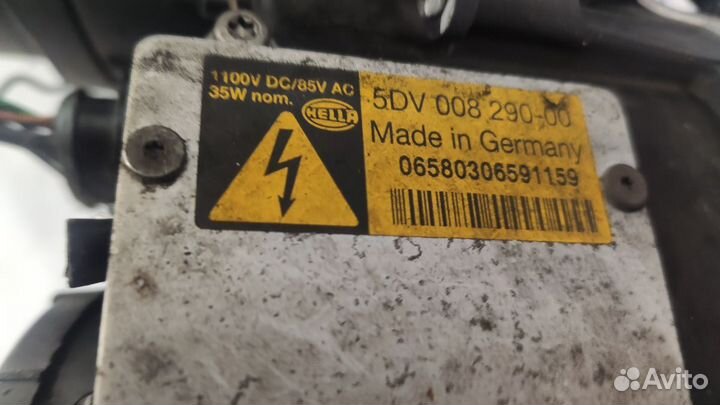 1100V DC/85V AC
35W nom.
HELLA
5DV 008 290-00
Made in Germany
06580306591159
Avito